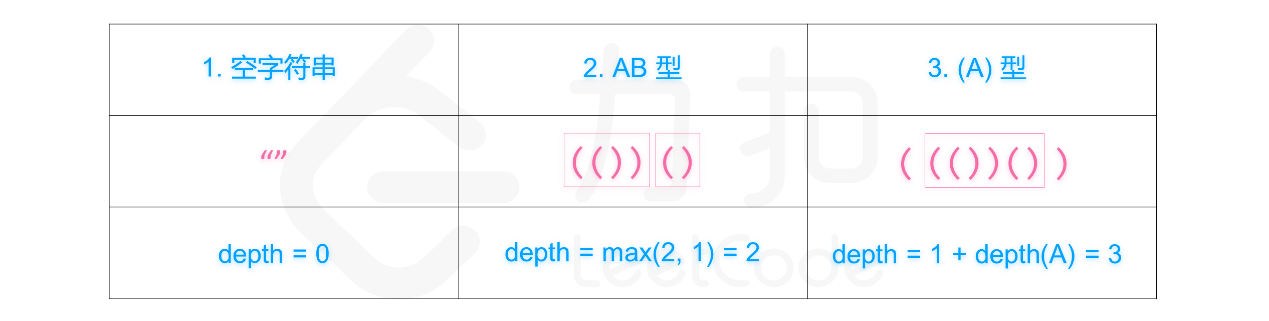 1. 空字符串
2. AB 型
3. (A) 型
“”
(())()
((())())
depth = 0
depth = max(2, 1) = 2
depth = 1 + depth(A) = 3
力扣
LeetCode